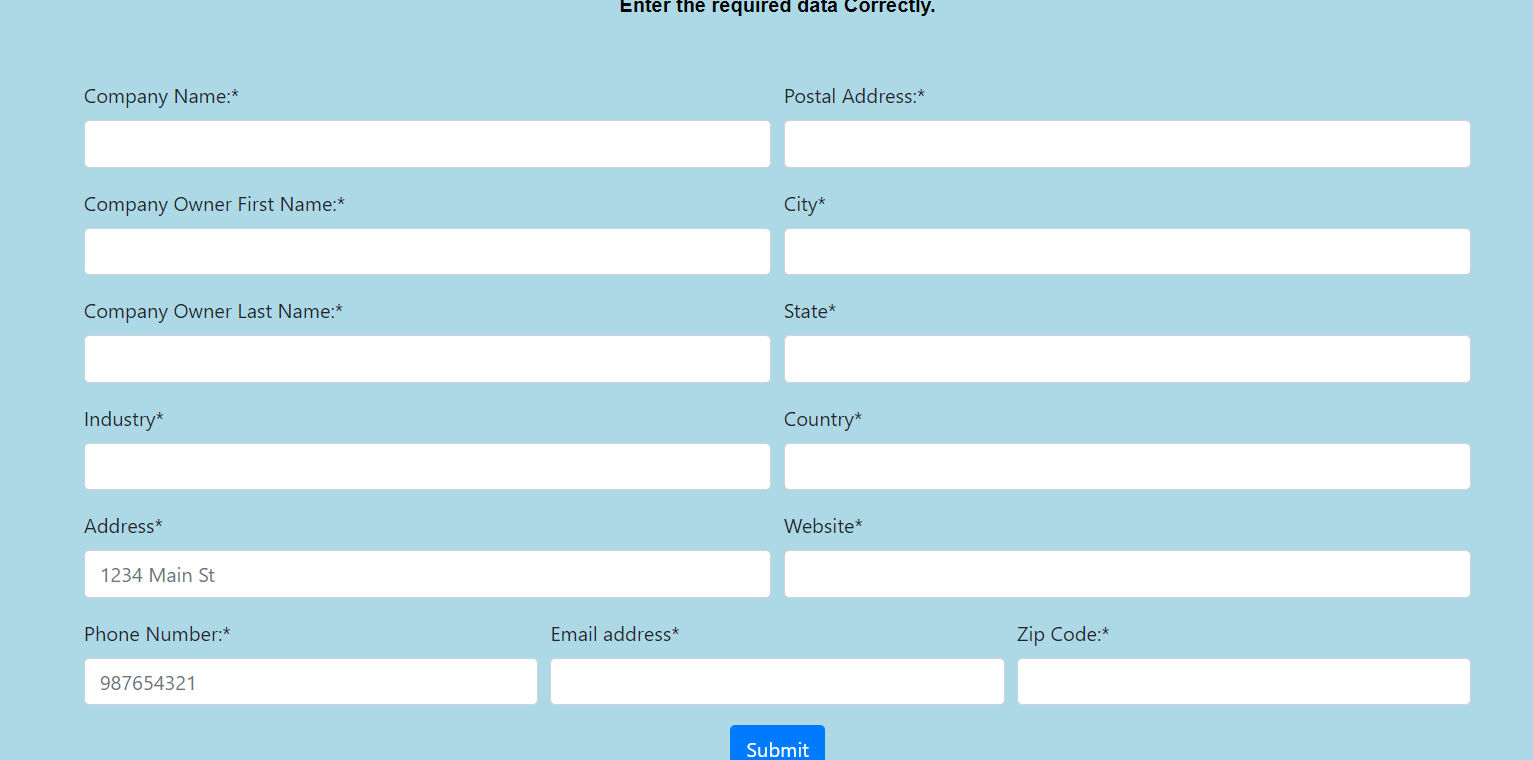 Enter the required data Correctly.
Company Name:*
Postal Address:*
Company Owner First Name:*
City*
Company Owner Last Name:*
State*
Industry*
Country*
Address*
Website*
1234 Main St
Phone Number:*
Email address*
Zip Code:*
987654321
Submit